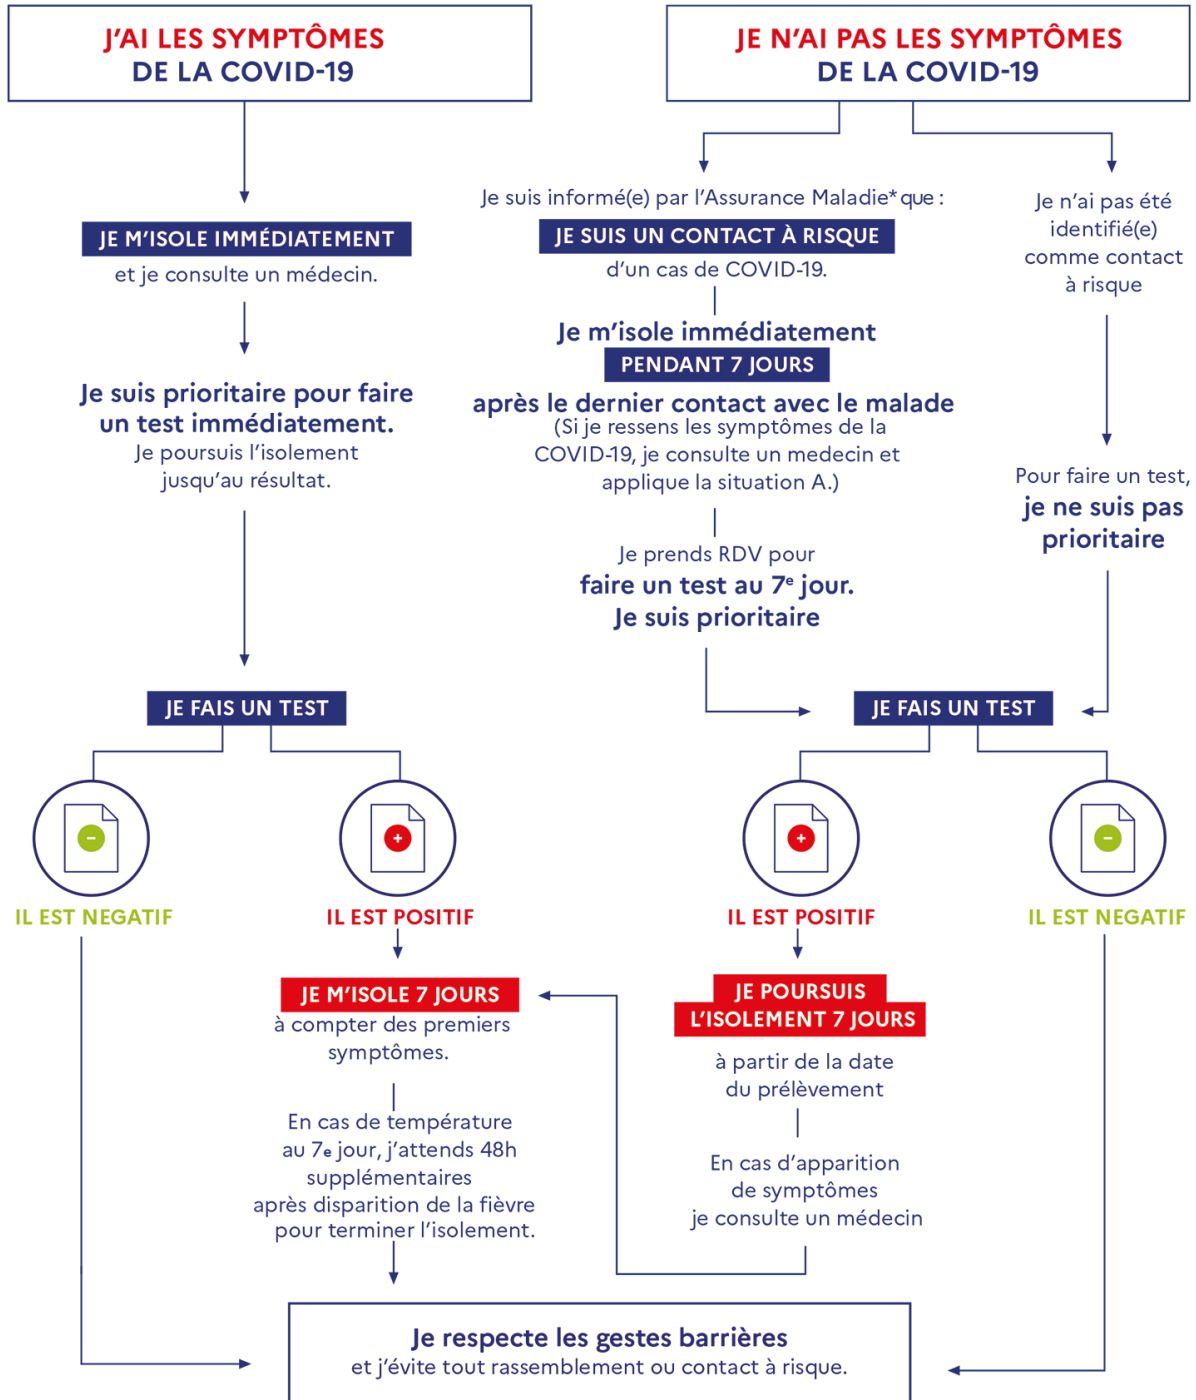 J'AI LES SYMPTÔMES
DE LA COVID-19
JE M'ISOLE IMMÉDIATEMENT
et je consulte un médecin.
Je suis prioritaire pour faire
un test immédiatement.
Je poursuis l'isolement
jusqu'au résultat.
JE FAIS UN TEST
IL EST NEGATIF
IL EST POSITIF
JE M'ISOLE 7 JOURS
à compter des premiers
symptômes.
En cas de température
au 7e jour, j'attends 48h
supplémentaires
après disparition de la fièvre
pour terminer l'isolement.
JE N'AI PAS LES SYMPTÔMES
DE LA COVID-19
Je suis informé(e) par l'Assurance Maladie* que :
JE SUIS UN CONTACT À RISQUE
d'un cas de COVID-19.
Je m'isole immédiatement
PENDANT 7 JOURS
après le dernier contact avec le malade
(Si je ressens les symptômes de la
COVID-19, je consulte un medecin et
applique la situation A.)
Je prends RDV pour
faire un test au 7e jour.
Je suis prioritaire
Je n'ai pas été
identifié(e)
comme contact
à risque
Pour faire un test,
je ne suis pas
prioritaire
JE FAIS UN TEST
IL EST POSITIF
IL EST NEGATIF
JE POURSUIS
L'ISOLEMENT 7 JOURS
à partir de la date
du prélèvement
En cas d'apparition
de symptômes
je consulte un médecin
Je respecte les gestes barrières
et j'évite tout rassemblement ou contact à risque.